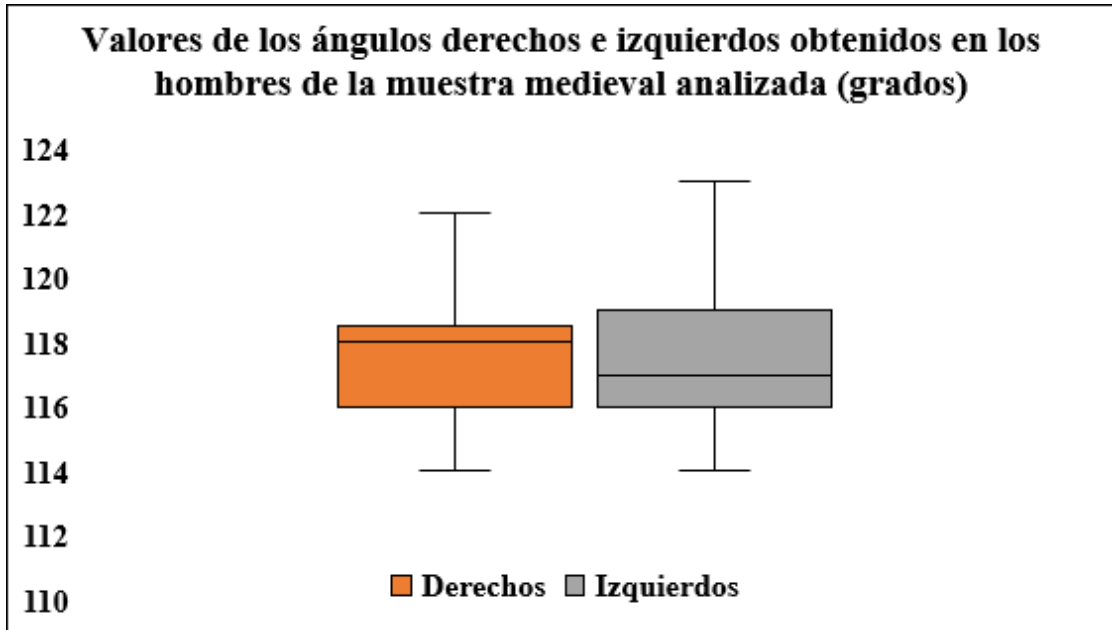 Valores de los ángulos derechos e izquierdos obtenidos en los
hombres de la muestra medieval analizada (grados)
124
122
120
118
116
114
112
110
Derechos Izquierdos